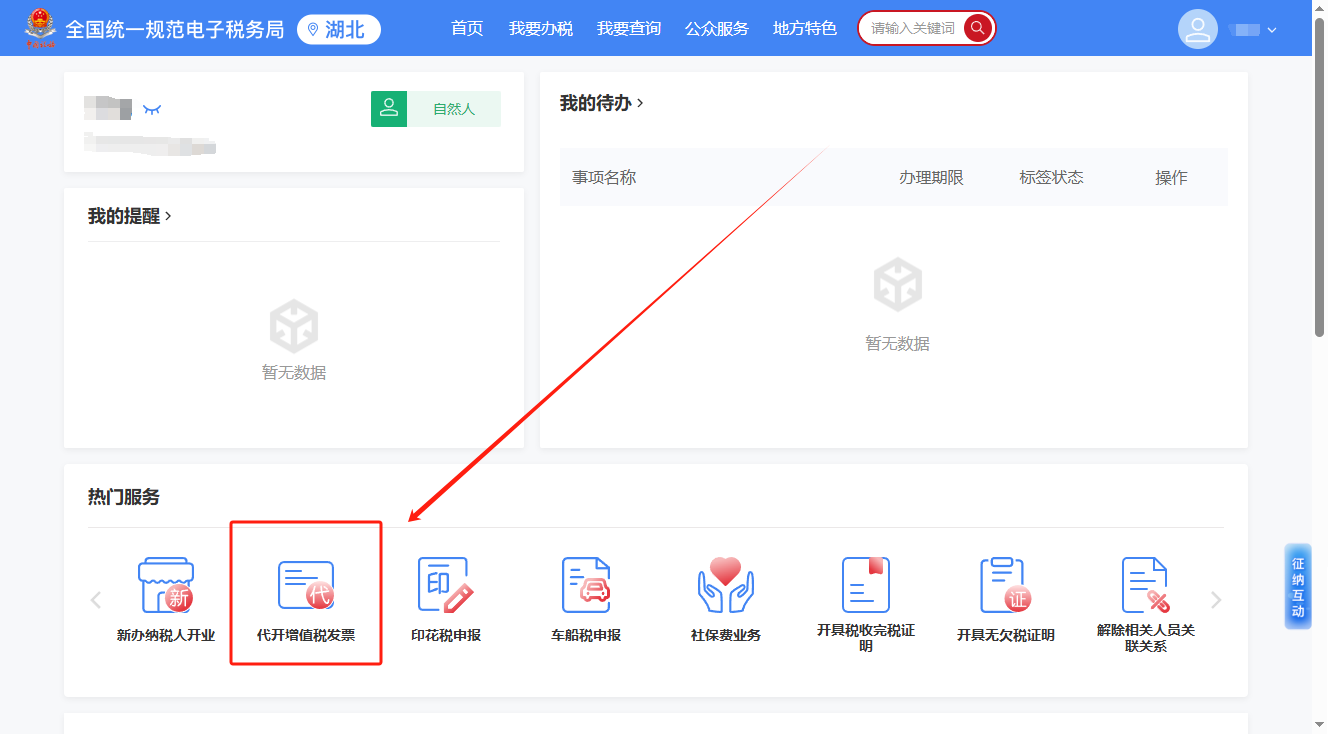 全国统一规范电子税务局
湖北
首页 我要办税 我要查询 公众服务 地方特色
请输入关键词
自然人
我的提醒
暂无数据
我的待办
事项名称 办理期限 标签状态 操作
暂无数据
热门服务
新
新办纳税人开业
代
代开增值税发票
印
印花税申报
车船税申报
社保费业务
开具税收完税证
明
证
开具无欠税证明
解除相关人员关
联关系
征
纳
互
动